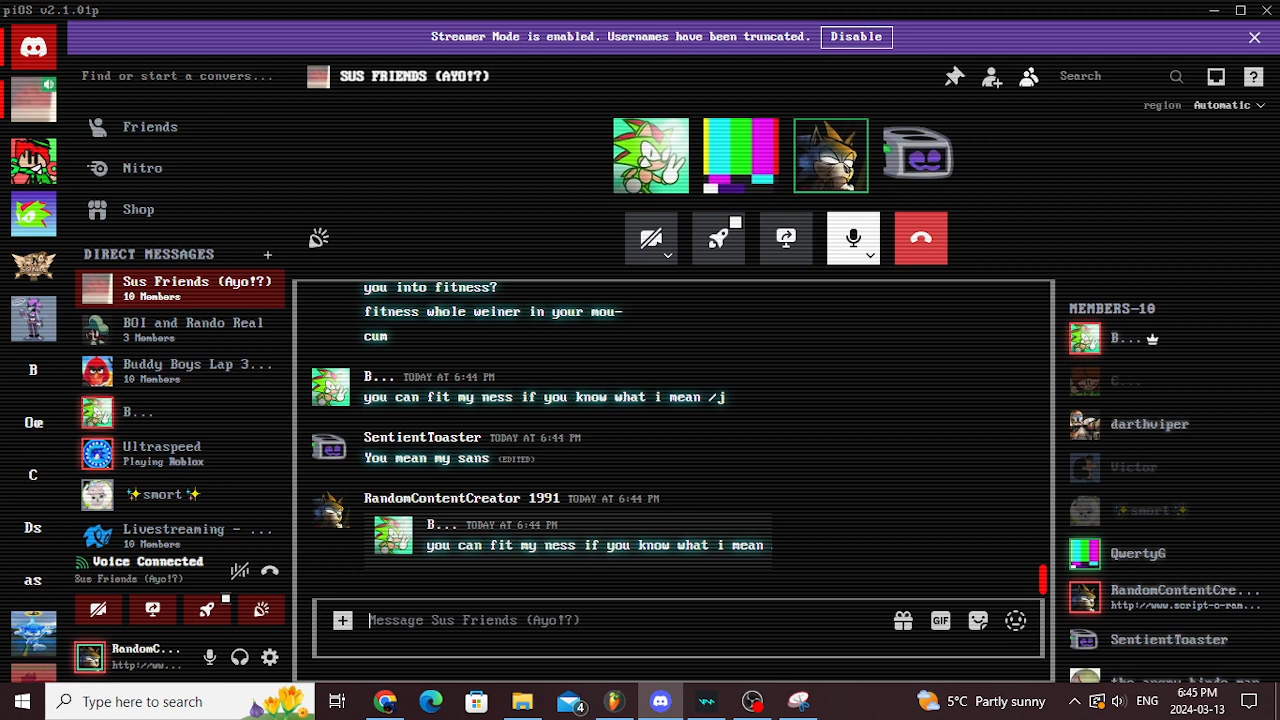 piOS v2.1.01p
Streamer Mode is enabled. Usernames have been truncated. Disable
Find or start a convers...
SUS FRIENDS (AYO!?)
Search
region Automatic
Friends
Nitro
Shop
DIRECT MESSAGES +
Sus Friends (Ayo!?)
10 Members
BOI and Rando Real
3 Members
Buddy Boys Lap 3...
10 Members
B...
Ultraspeed
Playing Roblox
✨smort✨
Livestreaming - ...
10 Members
Voice Connected
Sus Friends (Ayo!?)
RandomC...
http://ww...
B
Oœ
C
Ds
as
you into fitness?
fitness whole weiner in your mou-
cum
B... TODAY AT 6:44 PM
you can fit my ness if you know what i mean /j
SentientToaster TODAY AT 6:44 PM
You mean my sans (EDITED)
RandomContentCreator 1991 TODAY AT 6:44 PM
B... TODAY AT 6:44 PM
you can fit my ness if you know what i mean
Message Sus Friends (Ayo!?)
GIF
MEMBERS-10
B...
C...
darthviper
Victor
✨smort✨
QwertyG
RandomContentCre...
http://www.script-o-ran...
SentientToaster
Type here to search
4
5°C Partly sunny
ENG
6:45 PM
2024-03-13